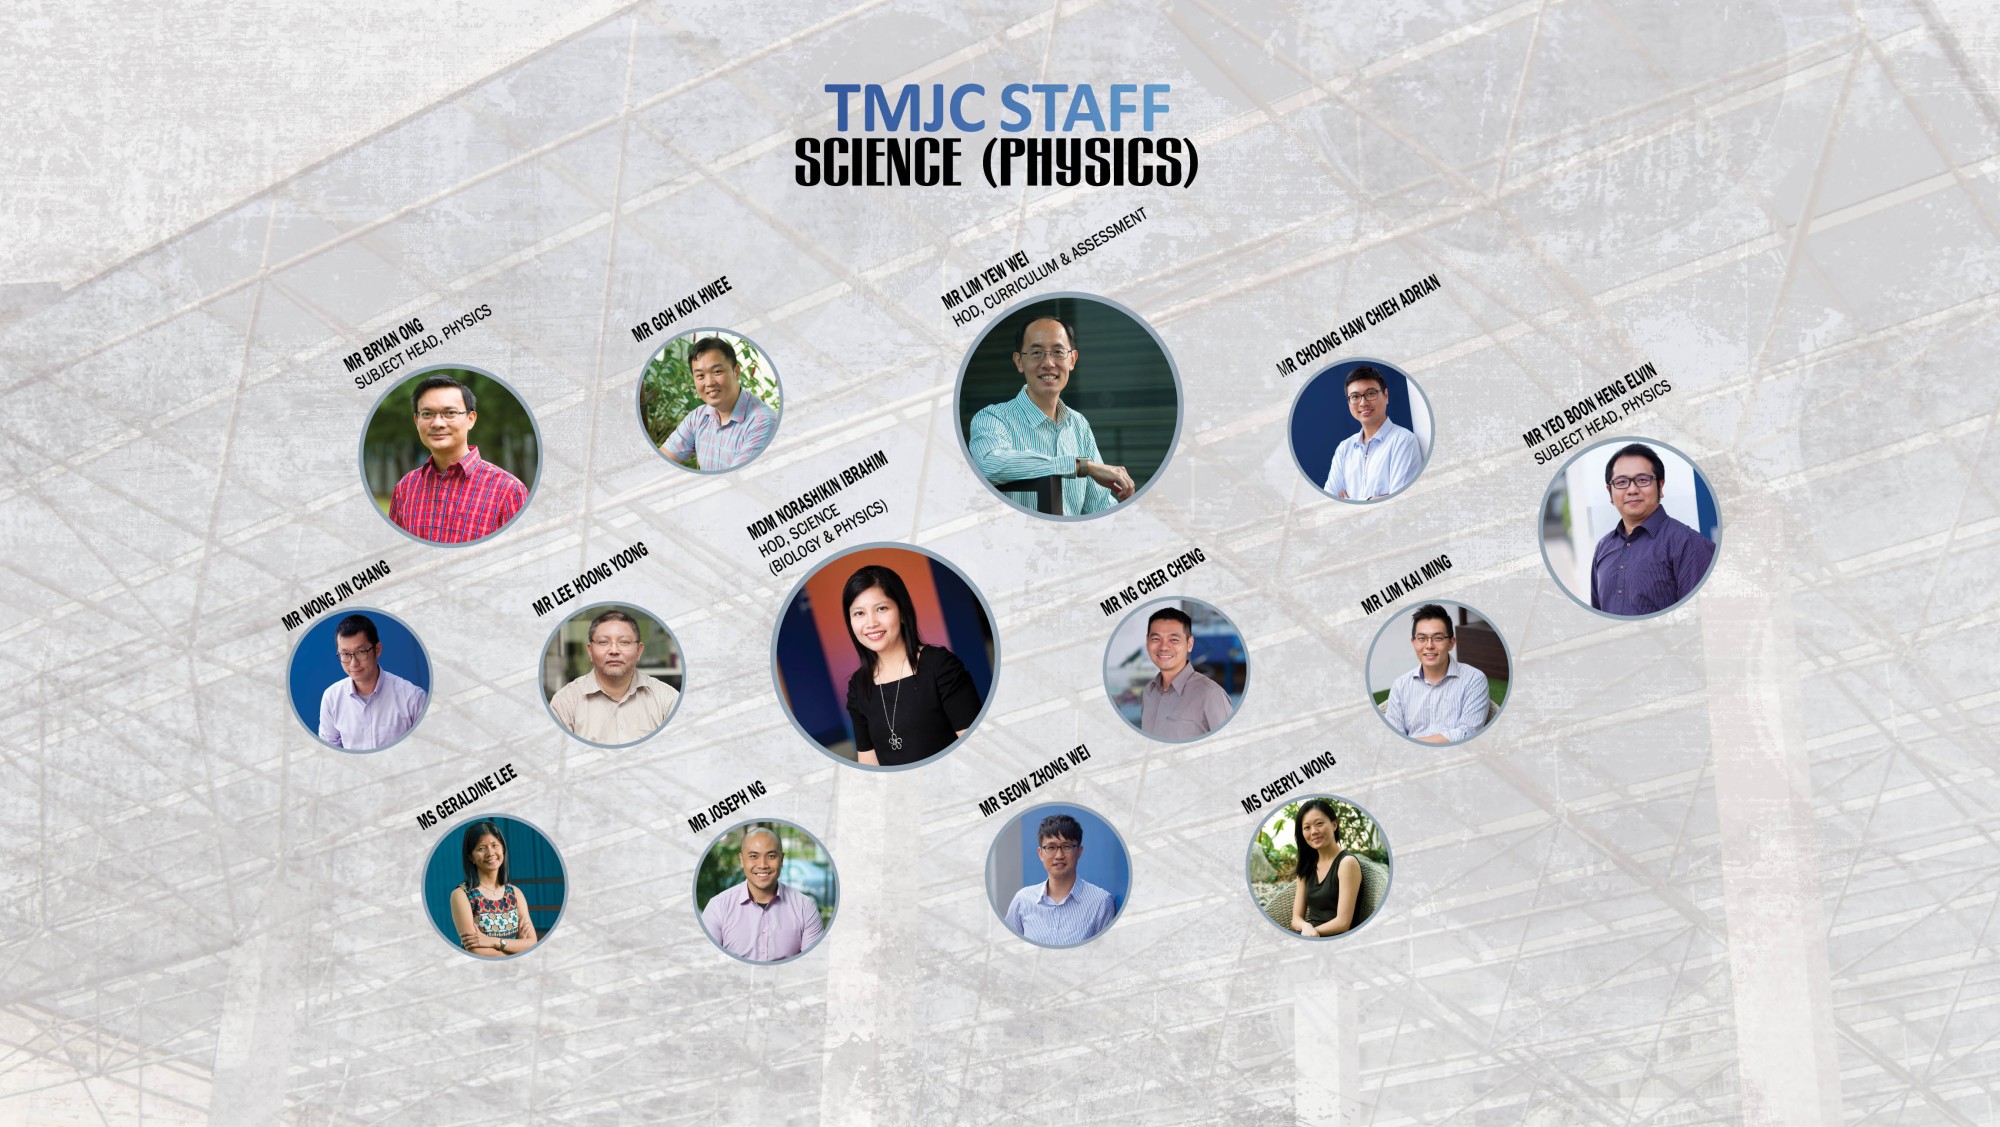 TMJC STAFF
SCIENCE (PHYSICS)
MR BRYAN ONG
SUBJECT HEAD, PHYSICS
MR GOH KOK HWEE
MR LIM YEW WEI
HOD, CURRICULUM & ASSESSMENT
MR CHOONG HAW CHIEH ADRIAN
MR YEO BOON HENG ELVIN
SUBJECT HEAD, PHYSICS
MR WONG JIN CHANG
MR LEE HOONG YOONG
MDM NORASHIKIN IBRAHIM
HOD, SCIENCE
(BIOLOGY & PHYSICS)
MR NG CHER CHENG
MR LIM KAI MING
MS GERALDINE LEE
MR JOSEPH NG
MR SEOW ZHONG WEI
MS CHERYL WONG